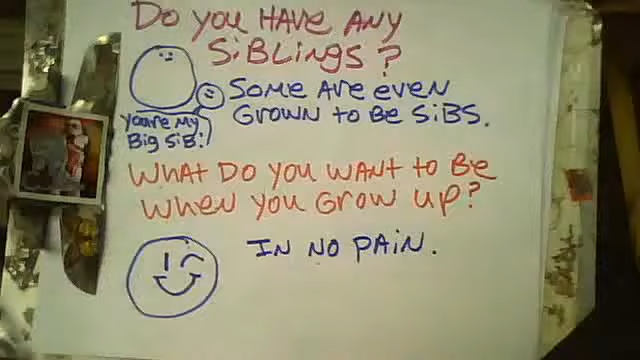 Do you HAVE ANY
SiBLiNGS?
SoME ARE eveN
GROWN to BE SiBS.
you're My
Big SiB!
WHAT Do you WANT to Be
WHeN you GRow up?
IN No PAiN.